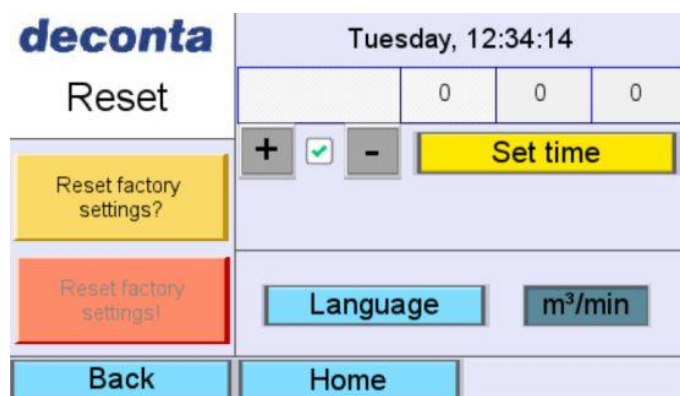 deconta
Tuesday, 12:34:14
Reset
0 0 0
+ -
Set time
Reset factory
settings?
Reset factory
settings!
Language
m³/min
Back
Home